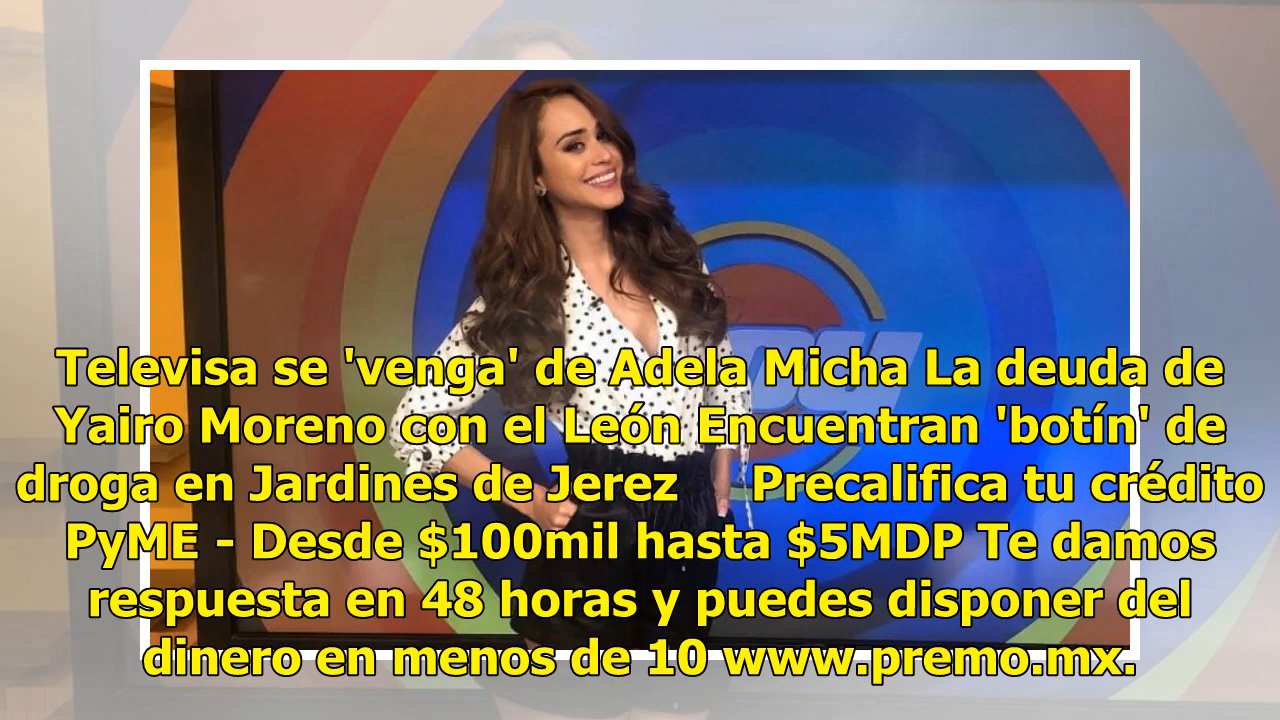 Televisa se 'venga' de Adela Micha La deuda de
Yairo Moreno con el León Encuentran 'botín' de
droga en Jardines de Jerez Precalifica tu crédito
PyME - Desde $100mil hasta $5MDP Te damos
respuesta en 48 horas y puedes disponer del
dinero en menos de 10 www.premo.mx.